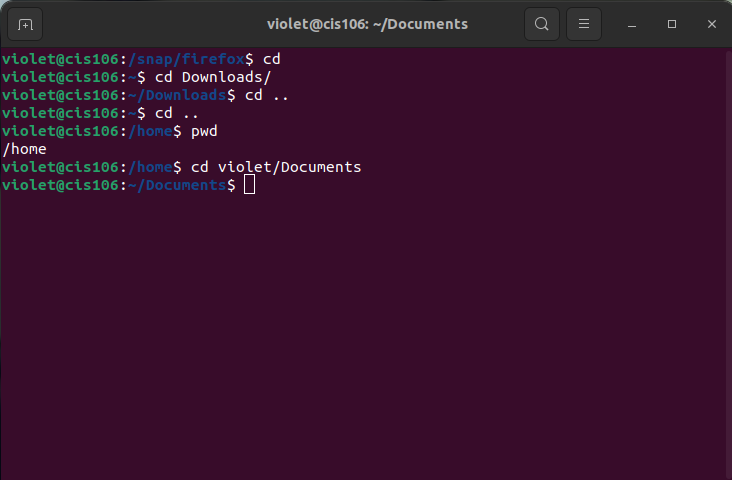 violet@cis106: ~/Documents
violet@cis106:/snap/firefox$ cd
violet@cis106:~$ cd Downloads/
violet@cis106:~/Downloads$ cd ..
violet@cis106:~$ cd ..
violet@cis106:/home$ pwd
/home
violet@cis106:/home$ cd violet/Documents
violet@cis106:~/Documents$